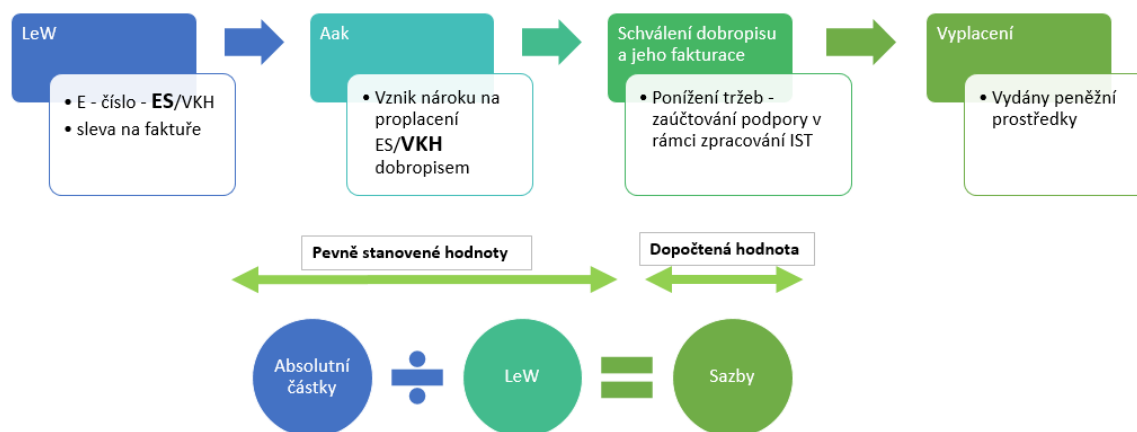 LeW
• E - číslo - ES/VKH
• sleva na faktuře
Aak
• Vznik nároku na
proplacení
ES/VKH
dobropisem
Schválení dobropisu
a jeho fakturace
• Ponížení tržeb -
zaúčtování podpory v
rámci zpracování IST
Vyplacení
• Vydány peněžní
prostředky
Pevně stanovené hodnoty
Dopočtená hodnota
Absolutní
částky
÷
LeW
=
Sazby